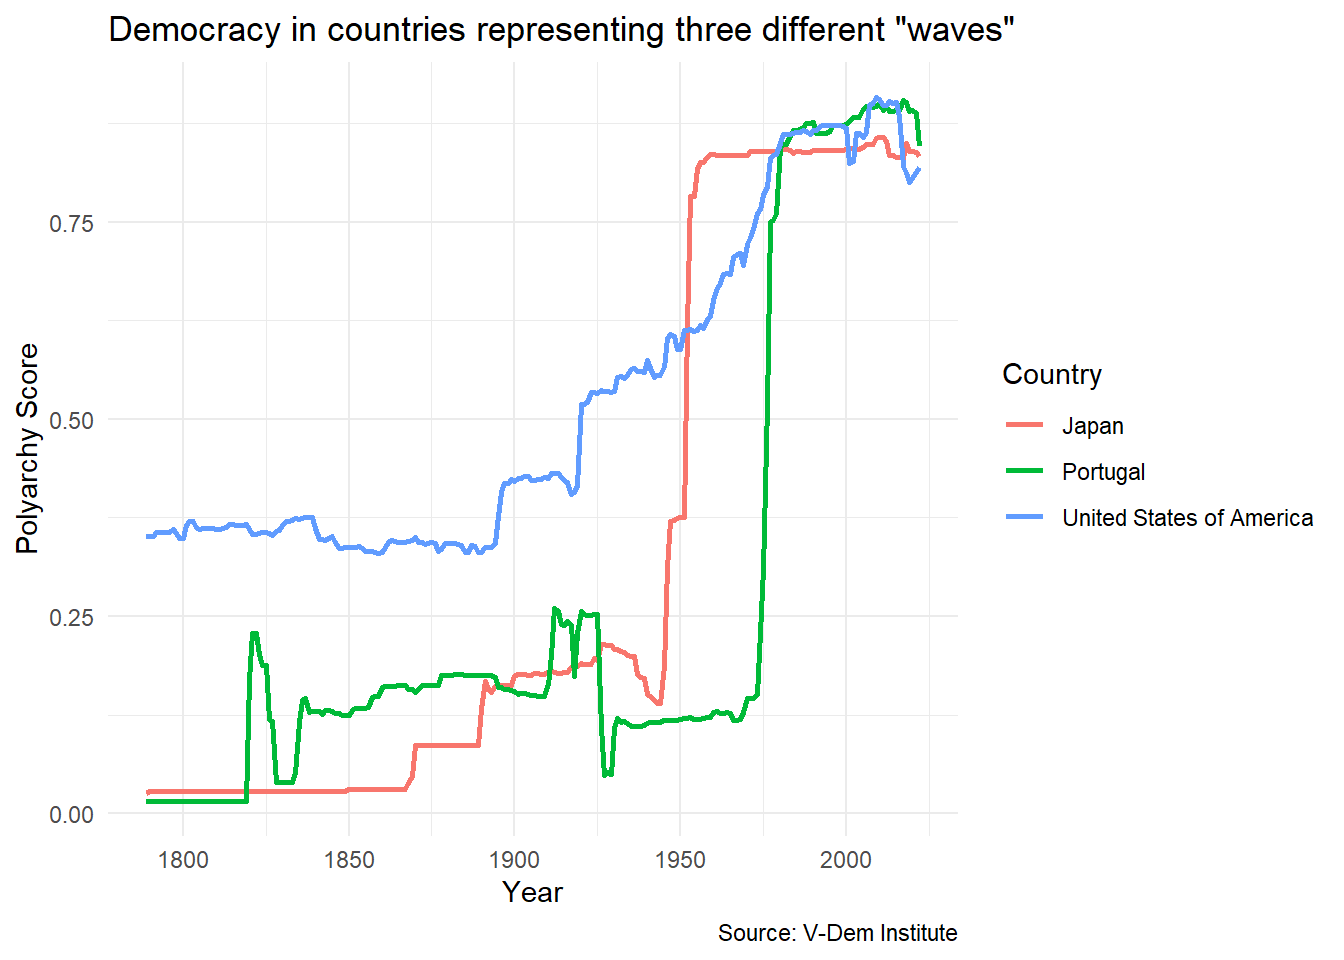 Democracy in countries representing three different "waves"
Polyarchy Score
0.75
0.50
0.25
0.00
1800
1850
1900
1950
2000
Year
Country
Japan
Portugal
United States of America
Source: V-Dem Institute